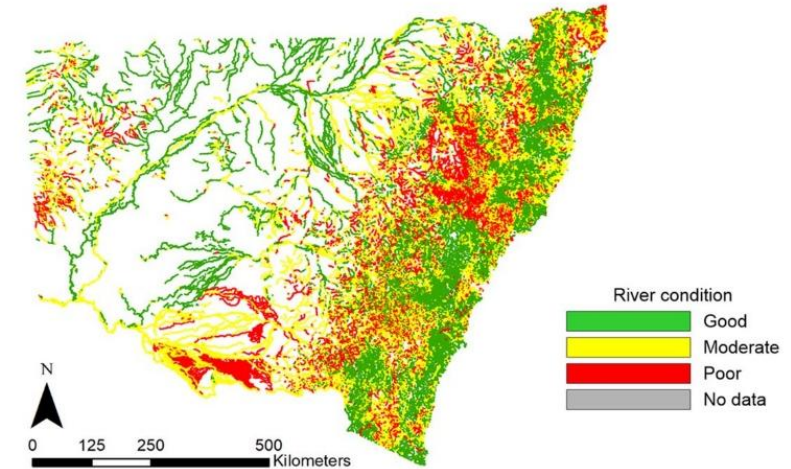 River condition
Good
Moderate
Poor
No data
N
0 125 250 500
Kilometers